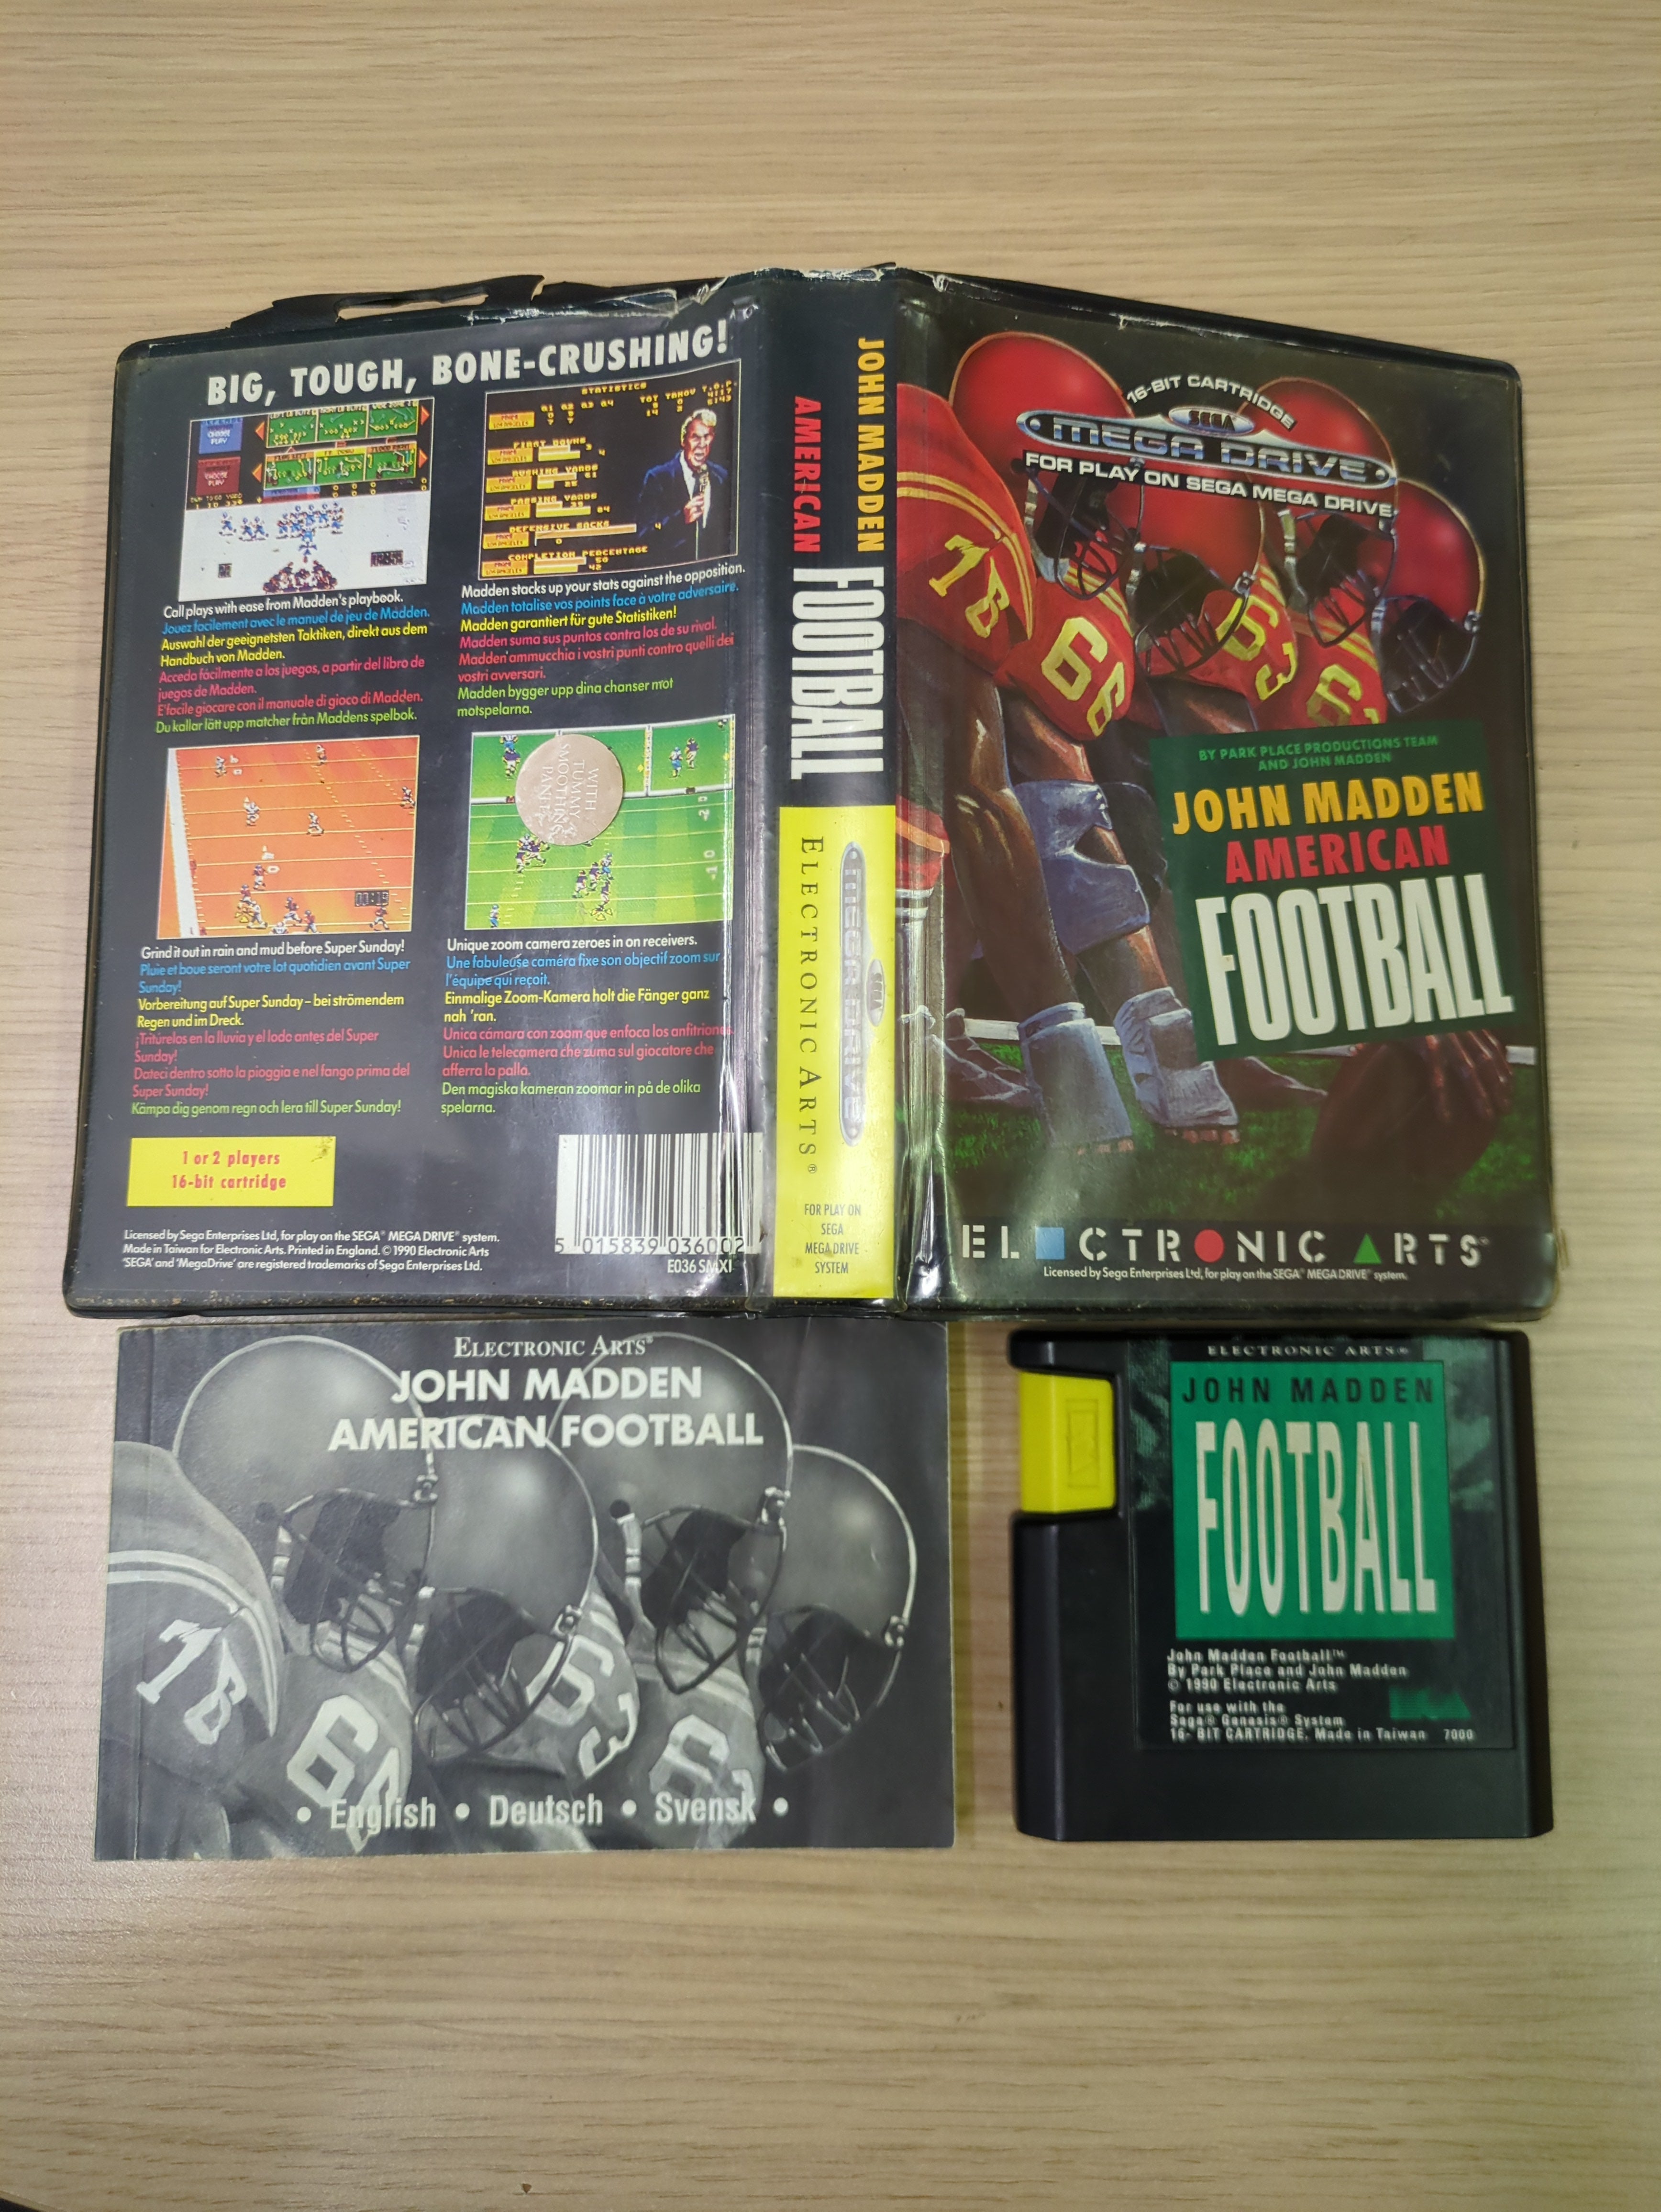 BIG, TOUGH, BONE-CRUSHING!
STATISTICS
FIRST DOWNS
RUSHING YARDS
PASSING YARDS
DEFENSIVE SACKS
COMPLETION PERCENTAGE
Call plays with ease from Madden's playbook.
Jouez facilement avec le manuel de jeu de Madden.
Auswahl der geeignetsten Taktiken, direkt aus dem
Handbuch von Madden.
Acceda fácilmente a los juegos, a partir del libro de
juegos de Madden.
E'facile giocare con il manuale di gioco di Madden.
Du kallar lätt upp matcher från Maddens spelbok.
Madden stacks up your stats against the opposition.
Madden totalise vos points face à votre adversaire.
Madden garantiert für gute Statistiken!
Madden suma sus puntos contra los de su rival.
Madden ammucchia i vostri punti contro quelli dei
vostri avversari.
Madden bygger upp dina chanser mot
motspelarna.
WITH
TUMMY
SMOOTHING
PANEL
Grind it out in rain and mud before Super Sunday!
Pluie et boue seront votre lot quotidien avant Super
Sunday!
Vorbereitung auf Super Sunday – bei strömendem
Regen und im Dreck.
¡Triturelos en la lluvia y el lodo antes del Super
Sunday!
Dateci dentro sotto la pioggia e nel fango prima del
Super Sunday!
Kämpa dig genom regn och lera till Super Sunday!
Unique zoom camera zeroes in on receivers.
Une fabuleuse caméra fixe son objectif zoom sur
l'équipe qui reçoit.
Einmalige Zoom-Kamera holt die Fänger ganz
nah 'ran.
Unica cámara con zoom que enfoca los anfitriones.
Unica le telecamera che zuma sul giocatore che
afferra la palla.
Den magiska kameran zoomar in på de olika
spelarna.
1 or 2 players
16-bit cartridge
Licensed by Sega Enterprises Ltd, for play on the SEGA® MEGA DRIVE® system.
Made in Taiwan for Electronic Arts. Printed in England. © 1990 Electronic Arts
'SEGA' and 'MegaDrive' are registered trademarks of Sega Enterprises Ltd.
5 015839 036002
E036 SMXI
JOHN MADDEN
AMERICAN
FOOTBALL
SEGA
MEGA DRIVE
ELECTRONIC ARTS®
FOR PLAY ON
SEGA
MEGA DRIVE
SYSTEM
16-BIT CARTRIDGE
SEGA
MEGA DRIVE
FOR PLAY ON SEGA MEGA DRIVE
78
66
63
BY PARK PLACE PRODUCTIONS TEAM
AND JOHN MADDEN
JOHN MADDEN
AMERICAN
FOOTBALL
ELECTRONIC ARTS™
Licensed by Sega Enterprises Ltd, for play on the SEGA® MEGA DRIVE® system.
ELECTRONIC ARTS®
JOHN MADDEN
AMERICAN FOOTBALL
78
63
• English • Deutsch • Svensk •
ELECTRONIC ARTS®
JOHN MADDEN
FOOTBALL
John Madden Football™
By Park Place and John Madden
© 1990 Electronic Arts
For use with the
Sega® Genesis® System
16- BIT CARTRIDGE. Made in Taiwan 7000